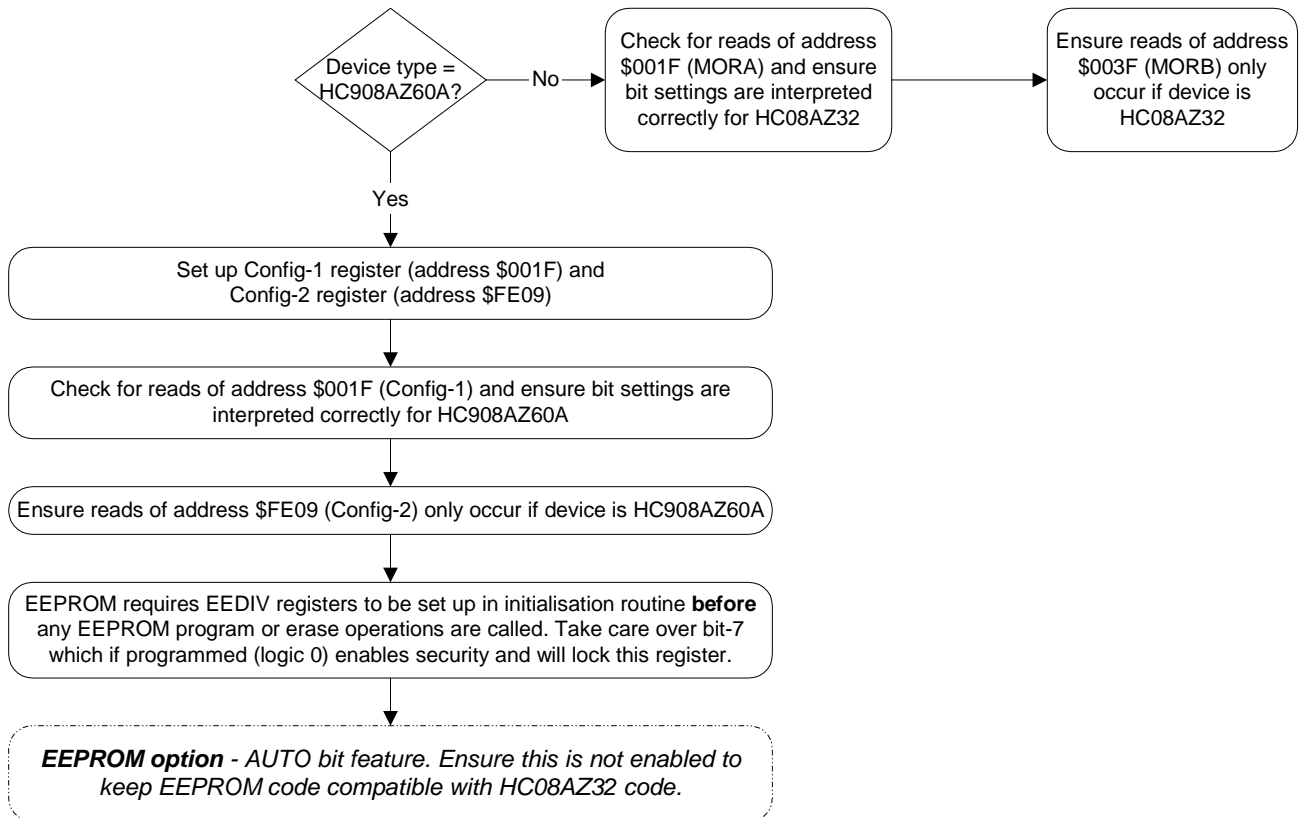 Device type =
HC908AZ60A?
No
Check for reads of address
$001F (MORA) and ensure
bit settings are interpreted
correctly for HC08AZ32
Ensure reads of address
$003F (MORB) only
occur if device is
HC08AZ32
Yes
Set up Config-1 register (address $001F) and
Config-2 register (address $FE09)
Check for reads of address $001F (Config-1) and ensure bit settings are
interpreted correctly for HC908AZ60A
Ensure reads of address $FE09 (Config-2) only occur if device is HC908AZ60A
EEPROM requires EEDIV registers to be set up in initialisation routine before
any EEPROM program or erase operations are called. Take care over bit-7
which if programmed (logic 0) enables security and will lock this register.
EEPROM option - AUTO bit feature. Ensure this is not enabled to
keep EEPROM code compatible with HC08AZ32 code.